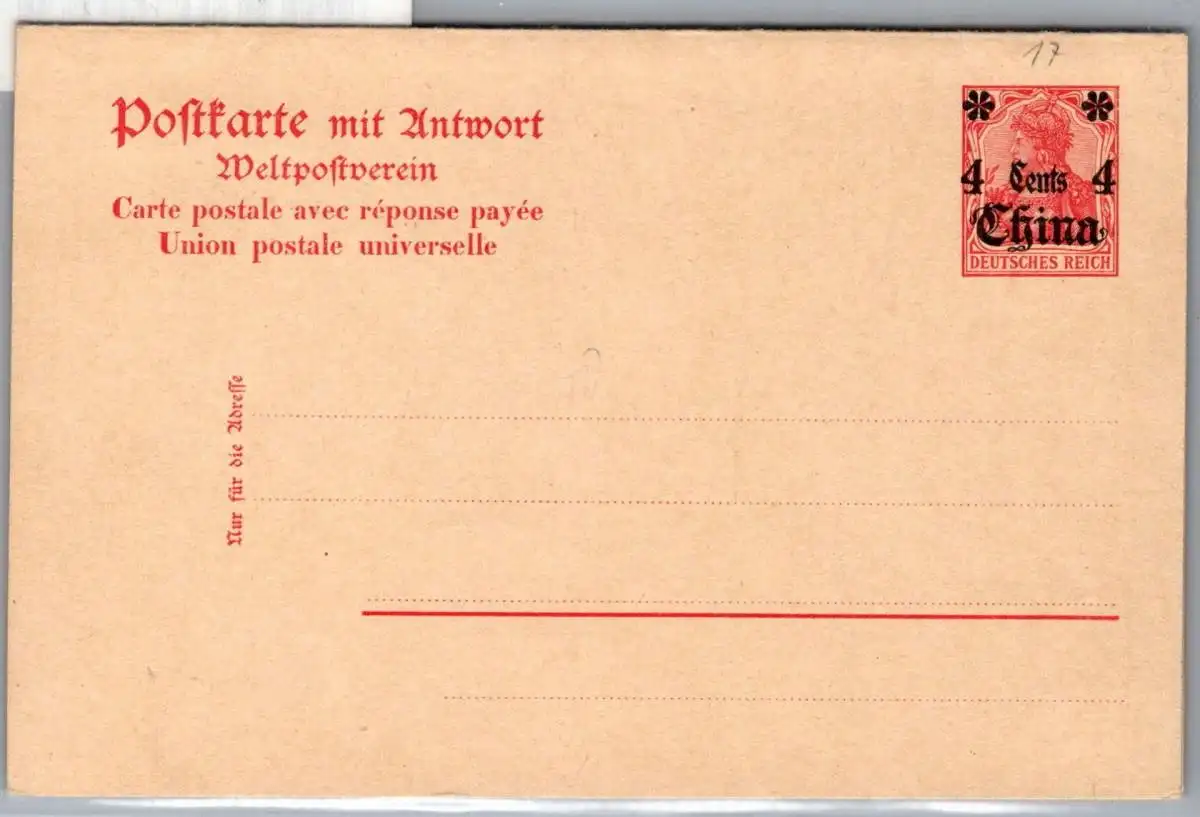 17
Postkarte mit Antwort
Weltpostverein
Carte postale avec réponse payée
Union postale universelle
4 Cents 4
China
DEUTSCHES REICH
Nur für die Adresse